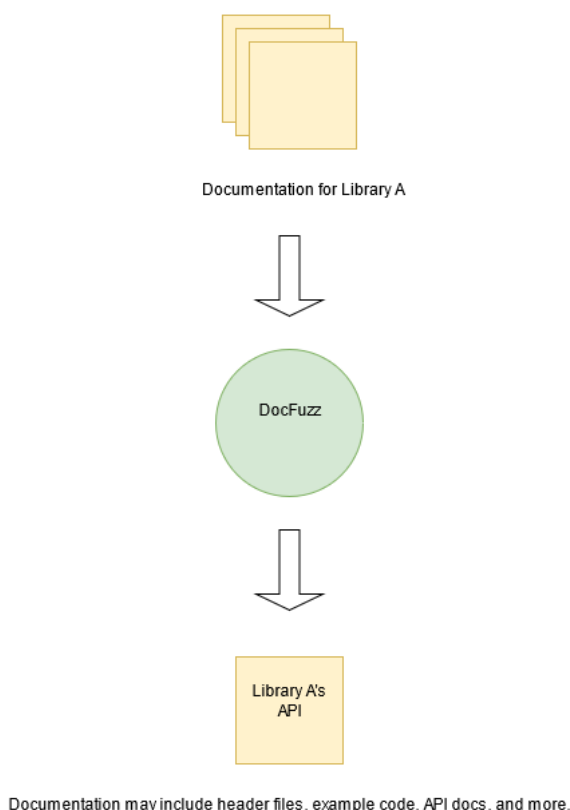 Documentation for Library A
DocFuzz
Library A's
API
Documentation may include header files, example code, API docs, and more.